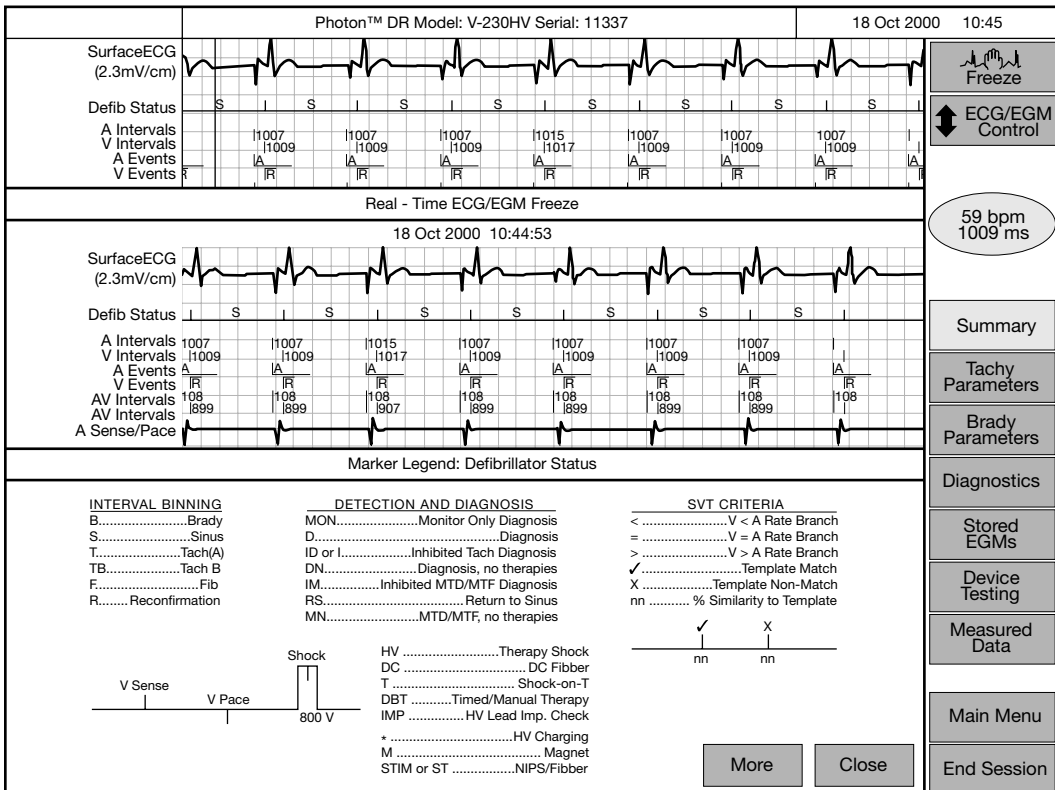 Photon™ DR Model: V-230HV Serial: 11337 18 Oct 2000 10:45
SurfaceECG
(2.3mV/cm)
Defib Status S S S S S S S S
A Intervals 1007 1007 1007 1015 1007 1007 1007
V Intervals 1009 1009 1009 1017 1009 1009 1009
A Events A A A A A A A A
V Events R R R R R R R R
Real - Time ECG/EGM Freeze
18 Oct 2000 10:44:53
SurfaceECG
(2.3mV/cm)
Defib Status S S S S S S S
A Intervals 1007 1007 1015 1007 1007 1007 1007
V Intervals 1009 1009 1017 1009 1009 1009 1009
A Events A A A A A A A A
V Events R R R R R R R R
AV Intervals 108 108 108 108 108 108 108 108
AV Intervals 899 899 907 899 899 899 899
A Sense/Pace
Marker Legend: Defibrillator Status
INTERVAL BINNING
B.......................Brady
S.......................Sinus
T.....................Tach(A)
TB....................Tach B
F..........................Fib
R........Reconfirmation
DETECTION AND DIAGNOSIS
MON.....................Monitor Only Diagnosis
D........................................Diagnosis
ID or I...............Inhibited Tach Diagnosis
DN.....................Diagnosis, no therapies
IM...............Inhibited MTD/MTF Diagnosis
RS..............................Return to Sinus
MN.....................MTD/MTF, no therapies
SVT CRITERIA
< ......................V < A Rate Branch
= ......................V = A Rate Branch
> ......................V > A Rate Branch
✓..........................Template Match
X ...................Template Non-Match
nn ........... % Similarity to Template
✓ X
nn nn
V Sense
V Pace
Shock
800 V
HV .........................Therapy Shock
DC ................................ DC Fibber
T ................................ Shock-on-T
DBT ...........Timed/Manual Therapy
IMP ...............HV Lead Imp. Check
* ................................HV Charging
M ..................................... Magnet
STIM or ST .................NIPS/Fibber
More
Close
Freeze
ECG/EGM
Control
59 bpm
1009 ms
Summary
Tachy
Parameters
Brady
Parameters
Diagnostics
Stored
EGMs
Device
Testing
Measured
Data
Main Menu
End Session